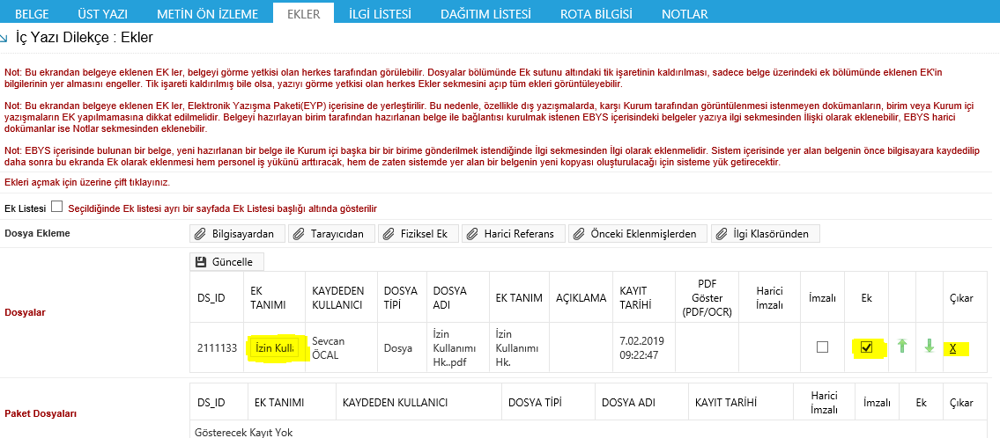 BELGE ÜST YAZI METİN ÖN İZLEME EKLER İLGİ LİSTESİ DAĞITIM LİSTESİ ROTA BİLGİSİ NOTLAR
İç Yazı Dilekçe : Ekler
Not: Bu ekrandan belgeye eklenen EK ler, belgeyi görme yetkisi olan herkes tarafından görülebilir. Dosyalar bölümünde Ek sutunu altındaki tik işaretinin kaldırılması, sadece belge üzerindeki ek bölümünde eklenen EK'in
bilgilerinin yer almasını engeller. Tik işareti kaldırılmış bile olsa, yazıyı görme yetkisi olan herkes Ekler sekmesini açıp tüm ekleri görüntüleyebilir.
Not: Bu ekrandan belgeye eklenen EK ler, Elektronik Yazışma Paketi(EYP) içerisine de yerleştirilir. Bu nedenle, özellikle dış yazışmalarda, karşı Kurum tarafından görüntülenmesi istenmeyen dokümanların, birim veya Kurum içi
yazışmaların EK yapılmamasına dikkat edilmelidir. Belgeyi hazırlayan birim tarafından hazırlanan belge ile bağlantısı kurulmak istenen EBYS içerisindeki belgeler yazıya ilgi sekmesinden İlişki olarak eklenebilir, EBYS harici
dokümanlar ise Notlar sekmesinden eklenebilir.
Not: EBYS içerisinde bulunan bir belge, yeni hazırlanan bir belge ile Kurum içi başka bir bir birime gönderilmek istendiğinde İlgi sekmesinden İlgi olarak eklenmelidir. Sistem içerisinde yer alan belgenin önce bilgisayara kaydedilip
daha sonra bu ekranda Ek olarak eklenmesi hem personel iş yükünü arttıracak, hem de zaten sistemde yer alan bir belgenin yeni kopyası oluşturulacağı için sisteme yük getirecektir.
Ekleri açmak için üzerine çift tıklayınız.
Ek Listesi Seçildiğinde Ek listesi ayrı bir sayfada Ek Listesi başlığı altında gösterilir
Dosya Ekleme Bilgisayardan Tarayıcıdan Fiziksel Ek Harici Referans Önceki Eklenmişlerden İlgi Klasöründen
Güncelle
Dosyalar
DS_ID EK TANIMI KAYDEDEN KULLANICI DOSYA TİPİ DOSYA ADI EK TANIM AÇIKLAMA KAYIT TARİHİ PDF Göster (PDF/OCR) Harici İmzalı İmzalı Ek Çıkar
2111133 İzin Kulla Sevcan ÖCAL Dosya İzin Kullanımı Hk..pdf İzin Kullanımı Hk. 7.02.2019 09:22:47 X
Paket Dosyaları
DS_ID EK TANIMI KAYDEDEN KULLANICI DOSYA TİPİ DOSYA ADI KAYIT TARİHİ Harici İmzalı İmzalı Ek Çıkar
Gösterecek Kayıt Yok